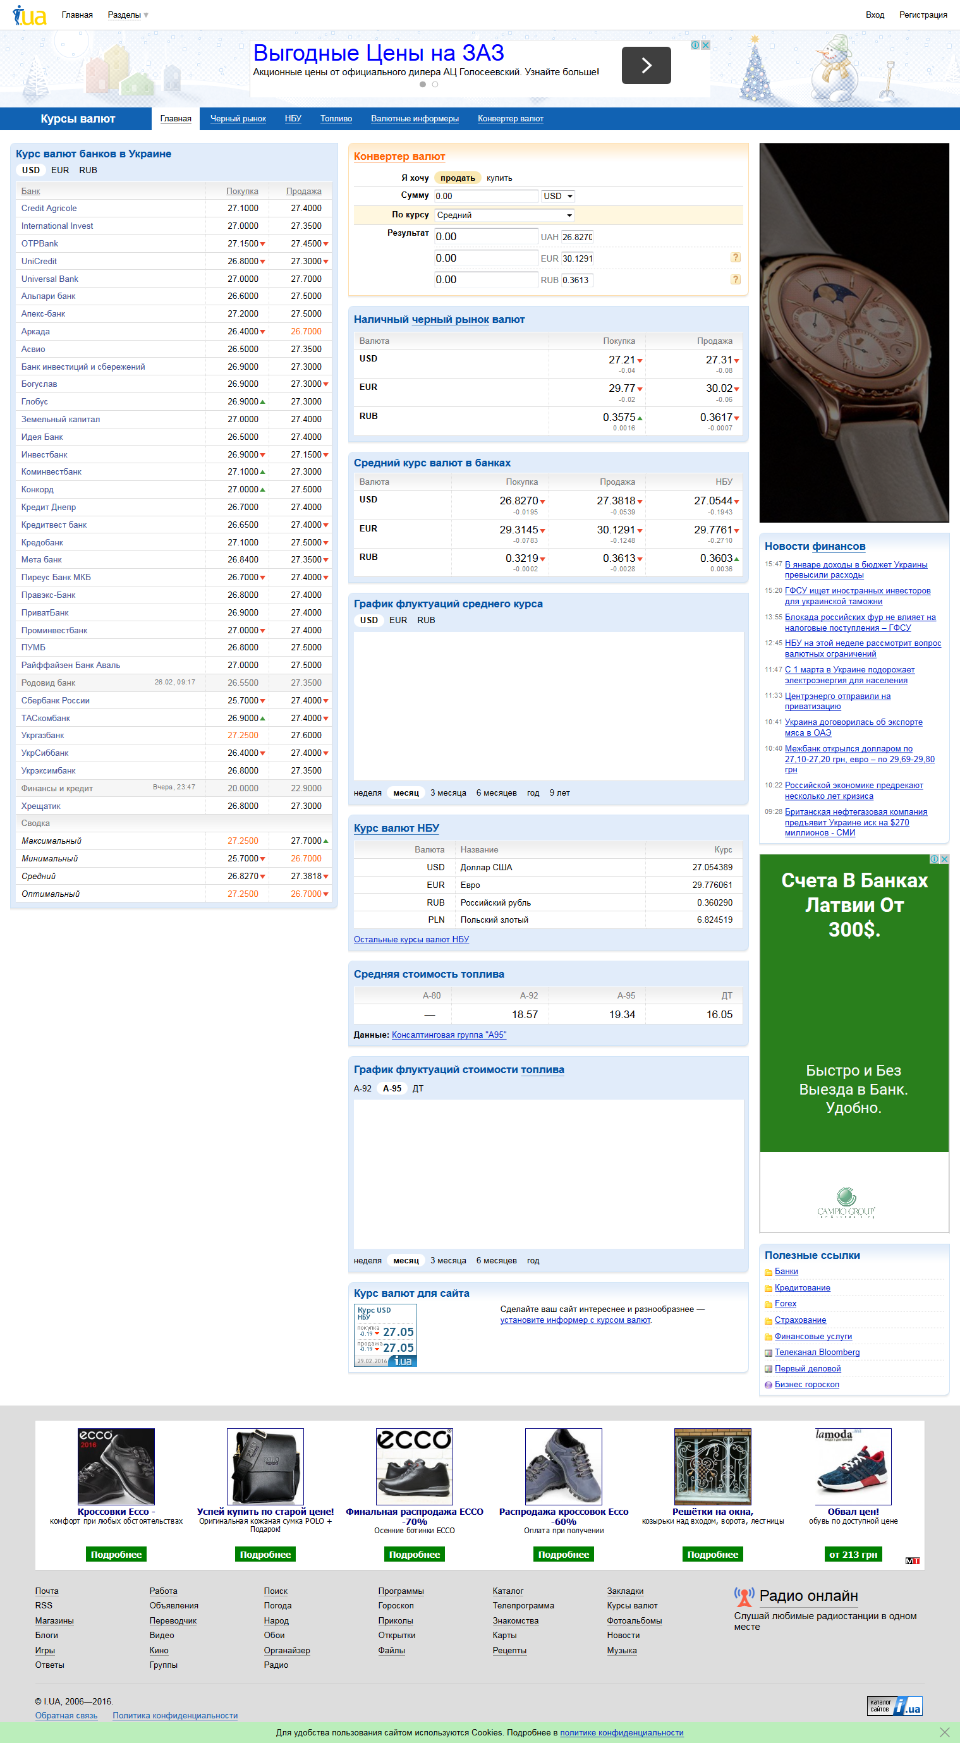 i.ua Главная Разделы ▾ Вход Регистрация
Выгодные Цены на ЗАЗ
Акционные цены от официального дилера АЦ Голосеевский. Узнайте больше!
Курсы валют Главная Черный рынок НБУ Топливо Валютные информеры Конвертер валют
Курс валют банков в Украине
USD EUR RUB
Банк Покупка Продажа
Credit Agricole 27.1000 27.4000
International Invest 27.0000 27.3500
OTPBank 27.1500 27.4500
UniCredit 26.8000 27.3000
Universal Bank 27.0000 27.7000
Альпари банк 26.6000 27.5000
Апекс-банк 27.2000 27.5000
Аркада 26.4000 26.7000
Асвио 26.5000 27.3500
Банк инвестиций и сбережений 26.9000 27.3000
Богуслав 26.9000 27.3000
Глобус 26.9000 27.3000
Земельный капитал 27.0000 27.4000
Идея Банк 26.5000 27.4000
Инвестбанк 26.9000 27.1500
Коминвестбанк 27.1000 27.3000
Конкорд 27.0000 27.5000
Кредит Днепр 26.7000 27.4000
Кредитвест банк 26.6500 27.4000
Кредобанк 27.1000 27.5000
Мета банк 26.8400 27.3500
Пиреус Банк МКБ 26.7000 27.4000
Правэкс-Банк 26.8000 27.4000
ПриватБанк 26.9000 27.4000
Проминвестбанк 27.0000 27.4000
ПУМБ 26.8000 27.5000
Райффайзен Банк Аваль 27.0000 27.5000
Родовид банк 26.02, 09:17 26.5500 27.3500
Сбербанк России 25.7000 27.4000
ТАСкомбанк 26.9000 27.4000
Укргазбанк 27.2500 27.6000
УкрСиббанк 26.4000 27.4000
Укрэксимбанк 26.8000 27.3500
Финансы и кредит Вчера, 23:47 20.0000 22.9000
Хрещатик 26.8000 27.3000
Сводка
Максимальный 27.2500 27.7000
Минимальный 25.7000 26.7000
Средний 26.8270 27.3818
Оптимальный 27.2500 26.7000
Конвертер валют
Я хочу продать купить
Сумму 0.00 USD
По курсу Средний
Результат 0.00 UAH 26.8270
0.00 EUR 30.1291 ?
0.00 RUB 0.3613 ?
Наличный черный рынок валют
Валюта Покупка Продажа
USD 27.21 27.31
-0.04 -0.08
EUR 29.77 30.02
-0.02 -0.06
RUB 0.3575 0.3617
0.0016 -0.0007
Средний курс валют в банках
Валюта Покупка Продажа НБУ
USD 26.8270 27.3818 27.0544
-0.0195 -0.0539 -0.1943
EUR 29.3145 30.1291 29.7761
-0.0783 -0.1248 -0.2710
RUB 0.3219 0.3613 0.3603
-0.0002 -0.0028 0.0036
График флуктуаций среднего курса
USD EUR RUB
неделя месяц 3 месяца 6 месяцев год 9 лет
Курс валют НБУ
Валюта Название Курс
USD Доллар США 27.054389
EUR Евро 29.776061
RUB Российский рубль 0.360290
PLN Польский злотый 6.824519
Остальные курсы валют НБУ
Средняя стоимость топлива
А-80 А-92 А-95 ДТ
— 18.57 19.34 16.05
Данные: Консалтинговая группа "А95"
График флуктуаций стоимости топлива
А-92 А-95 ДТ
неделя месяц 3 месяца 6 месяцев год
Курс валют для сайта
Курс USD
НБУ
покупка
-0.19 27.05
продажа
-0.19 27.05
29.02.2016 i.ua
Сделайте ваш сайт интереснее и разнообразнее —
установите информер с курсом валют.
Новости финансов
15:47 В январе доходы в бюджет Украины
превысили расходы
15:20 ГФСУ ищет иностранных инвесторов
для украинской таможни
13:55 Блокада российских фур не влияет на
налоговые поступления – ГФСУ
12:45 НБУ на этой неделе рассмотрит вопрос
валютных ограничений
11:47 С 1 марта в Украине подорожает
электроэнергия для населения
11:33 Центрэнерго отправили на
приватизацию
10:41 Украина договорилась об экспорте
мяса в ОАЭ
10:40 Межбанк открылся долларом по
27,10-27,20 грн, евро – по 29,69-29,80
грн
10:22 Российской экономике предрекают
несколько лет кризиса
09:28 Британская нефтегазовая компания
предъявит Украине иск на $270
миллионов - СМИ
Счета В Банках
Латвии От
300$.
Быстро и Без
Выезда в Банк.
Удобно.
CAMPIO GROUP
Полезные ссылки
Банки
Кредитование
Forex
Страхование
Финансовые услуги
Телеканал Bloomberg
Первый деловой
Бизнес гороскоп
ecco
2016
Кроссовки Ecco -
комфорт при любых обстоятельствах
Подробнее
Успей купить по старой цене!
Оригинальная кожаная сумка POLO +
Подарок!
Подробнее
ecco
Финальная распродажа ECCO
-70%
Осенние ботинки ECCO
Подробнее
Распродажа кроссовок Ecco
-60%
Оплата при получении
Подробнее
Решётки на окна,
козырьки над входом, ворота, лестницы
Подробнее
lamoda
Обвал цен!
обувь по доступной цене
от 213 грн
МТ
Почта Работа Поиск Программы Каталог Закладки
RSS Объявления Погода Гороскоп Телепрограмма Курсы валют
Магазины Переводчик Народ Приколы Знакомства Фотоальбомы
Блоги Видео Обои Открытки Карты Новости
Игры Кино Органайзер Файлы Рецепты Музыка
Ответы Группы Радио
Радио онлайн
Слушай любимые радиостанции в одном
месте
© I.UA, 2006—2016.
Обратная связь Политика конфиденциальности
каталог
сайтов i.ua
Для удобства пользования сайтом используются Cookies. Подробнее в политике конфиденциальности